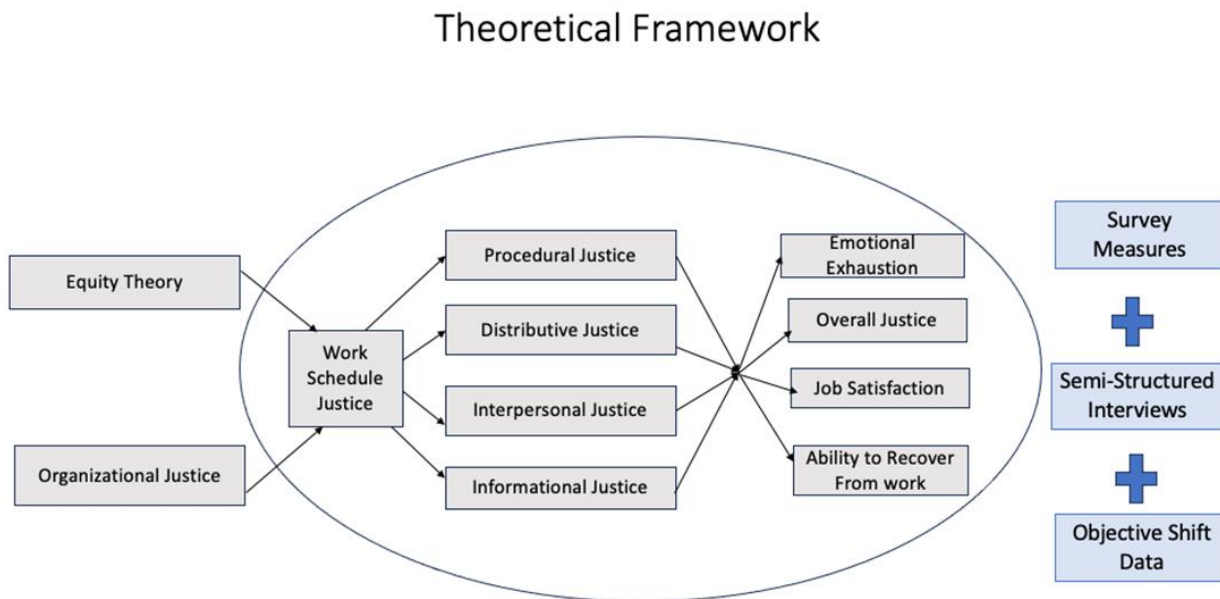 Theoretical Framework
Equity Theory
Organizational Justice
Work
Schedule
Justice
Procedural Justice
Distributive Justice
Interpersonal Justice
Informational Justice
Emotional
Exhaustion
Overall Justice
Job Satisfaction
Ability to Recover
From work
Survey
Measures
Semi-Structured
Interviews
Objective Shift
Data